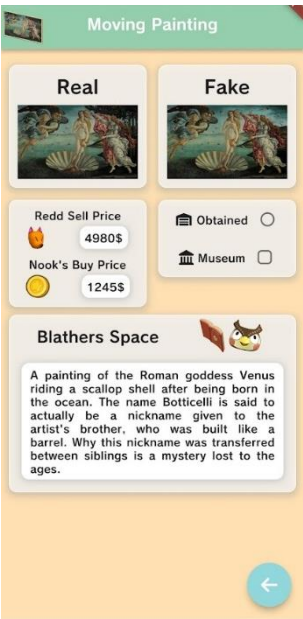 Moving Painting
Real
Fake
Redd Sell Price
4980$
Nook's Buy Price
1245$
Obtained
Museum
Blathers Space
A painting of the Roman goddess Venus
riding a scallop shell after being born in
the ocean. The name Botticelli is said to
actually be a nickname given to the
artist's brother, who was built like a
barrel. Why this nickname was transferred
between siblings is a mystery lost to the
ages.